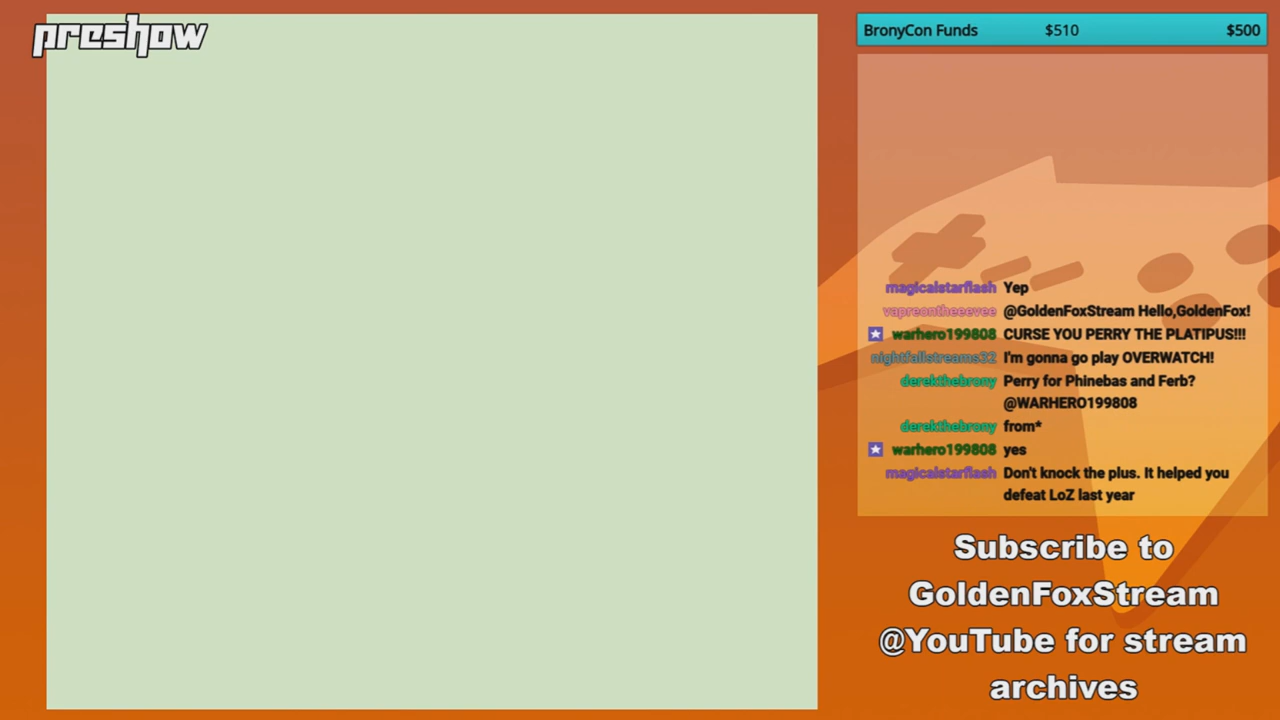 preshow
BronyCon Funds $510 $500
magicalstarflash Yep
vapreontheeevee @GoldenFoxStream Hello,GoldenFox!
warhero199808 CURSE YOU PERRY THE PLATIPUS!!!
nightfallstreams32 I'm gonna go play OVERWATCH!
derekthebrony Perry for Phinebas and Ferb?
@WARHERO199808
derekthebrony from*
warhero199808 yes
magicalstarflash Don't knock the plus. It helped you
defeat LoZ last year
Subscribe to
GoldenFoxStream
@YouTube for stream
archives